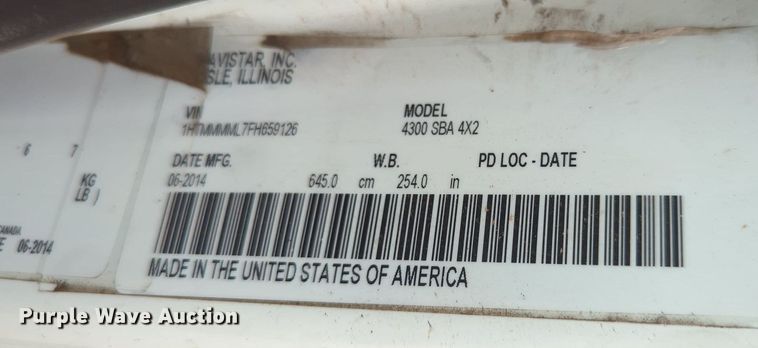 AVISTAR, INC.
SLE, ILLINOIS
VI
MODEL
1HTMMMML7FH659126
4300 SBA 4X2
6 7
DATE MFG.
W.B.
PD LOC - DATE
KG
06-2014
645.0 cm 254.0 in
LB )
CANADA
E 06-2014
MADE IN THE UNITED STATES OF AMERICA
Purple Wave Auction